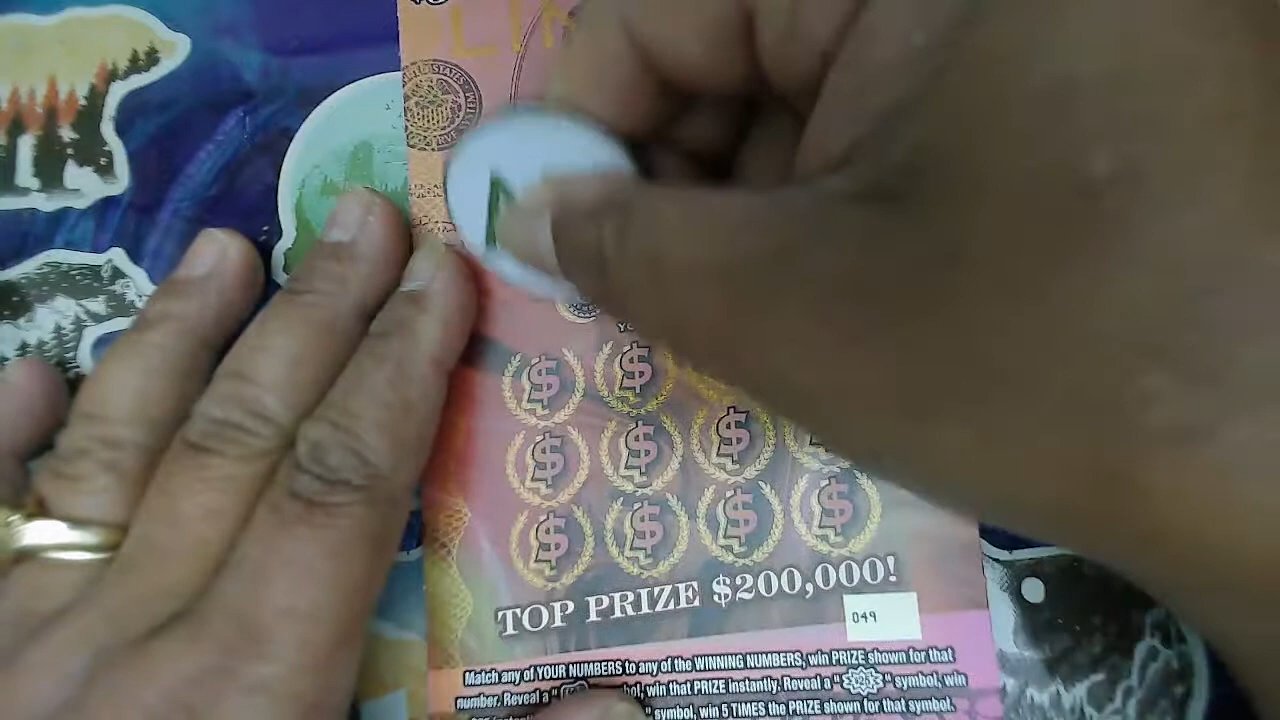 LIM
YO
$ $
$ $ $
$ $ $ $
TOP PRIZE $200,000!
049
Match any of YOUR NUMBERS to any of the WINNING NUMBERS, win PRIZE shown for that
number. Reveal a " symbol, win that PRIZE instantly. Reveal a " " symbol, win
" symbol, win 5 TIMES the PRIZE shown for that symbol.